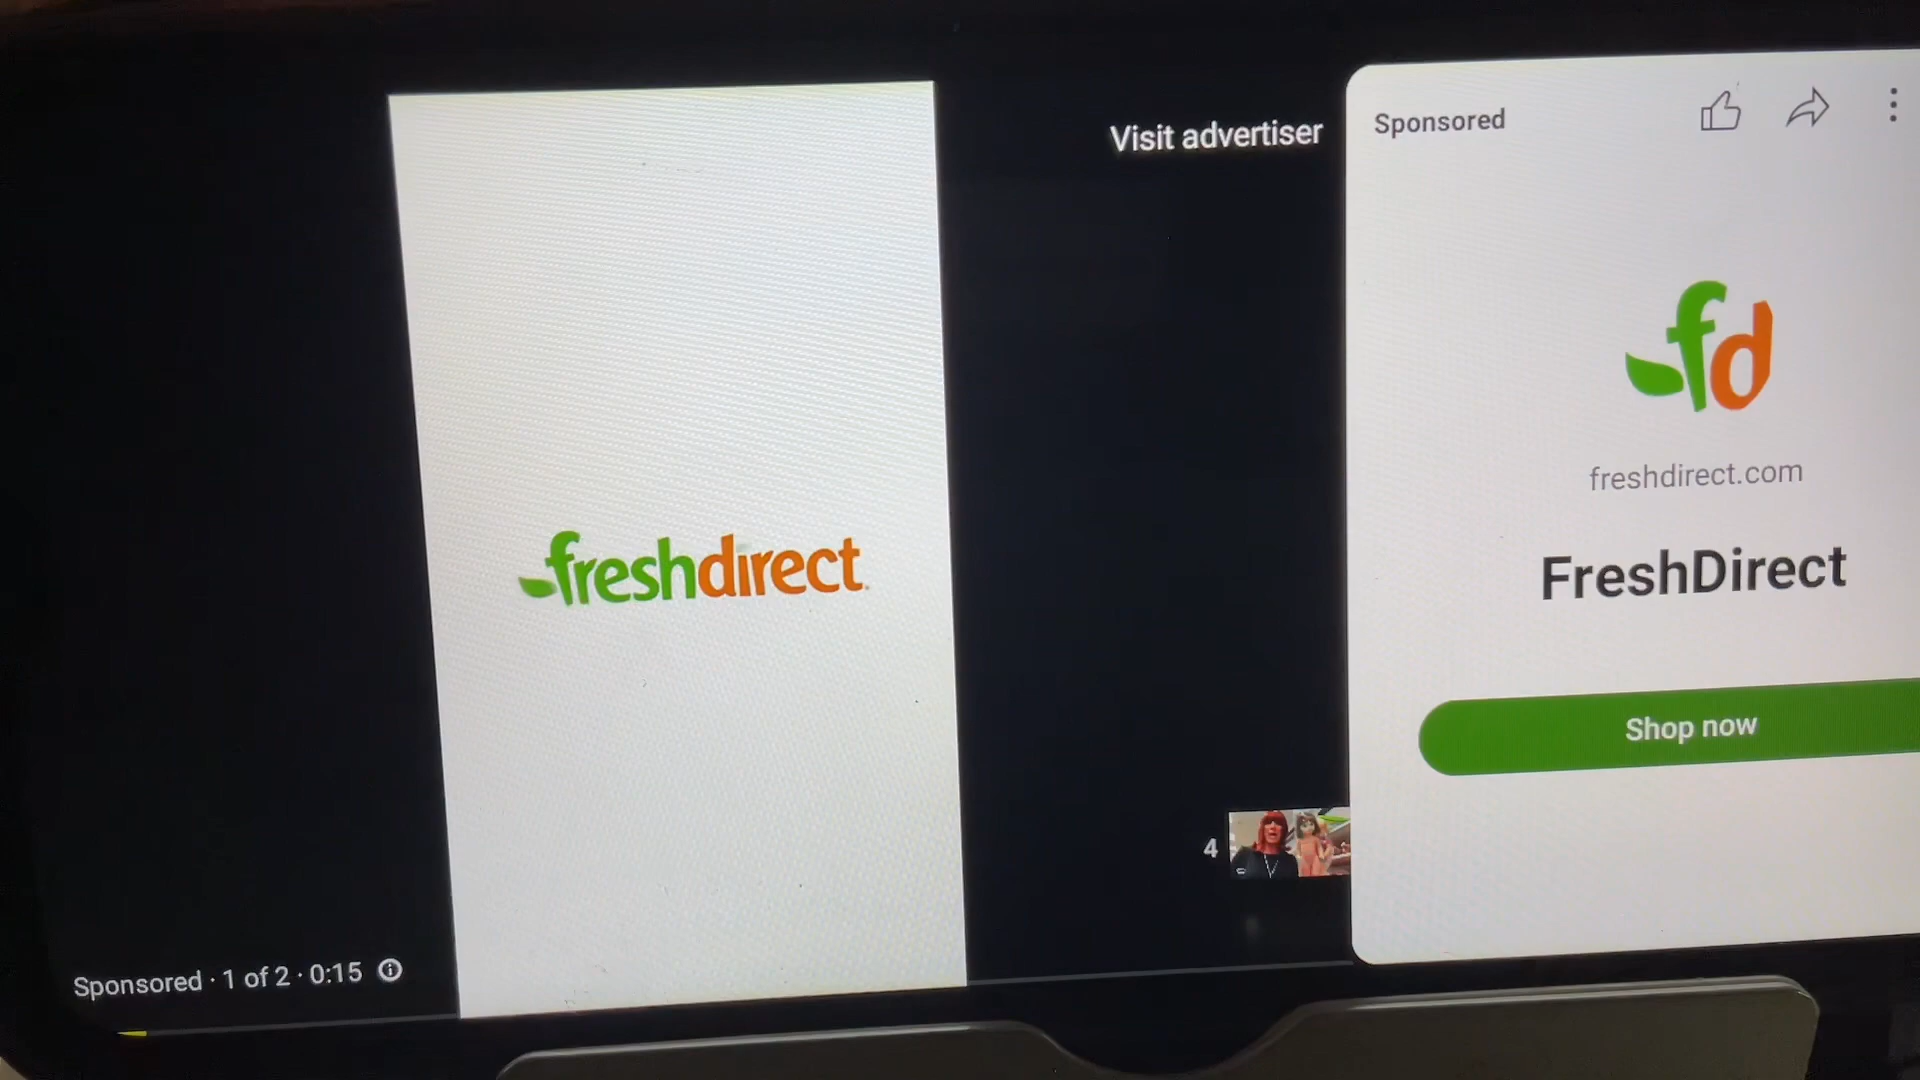 Visit advertiser
Sponsored
fd
freshdirect.com
FreshDirect
Shop now
freshdirect.
4
Sponsored · 1 of 2 · 0:15